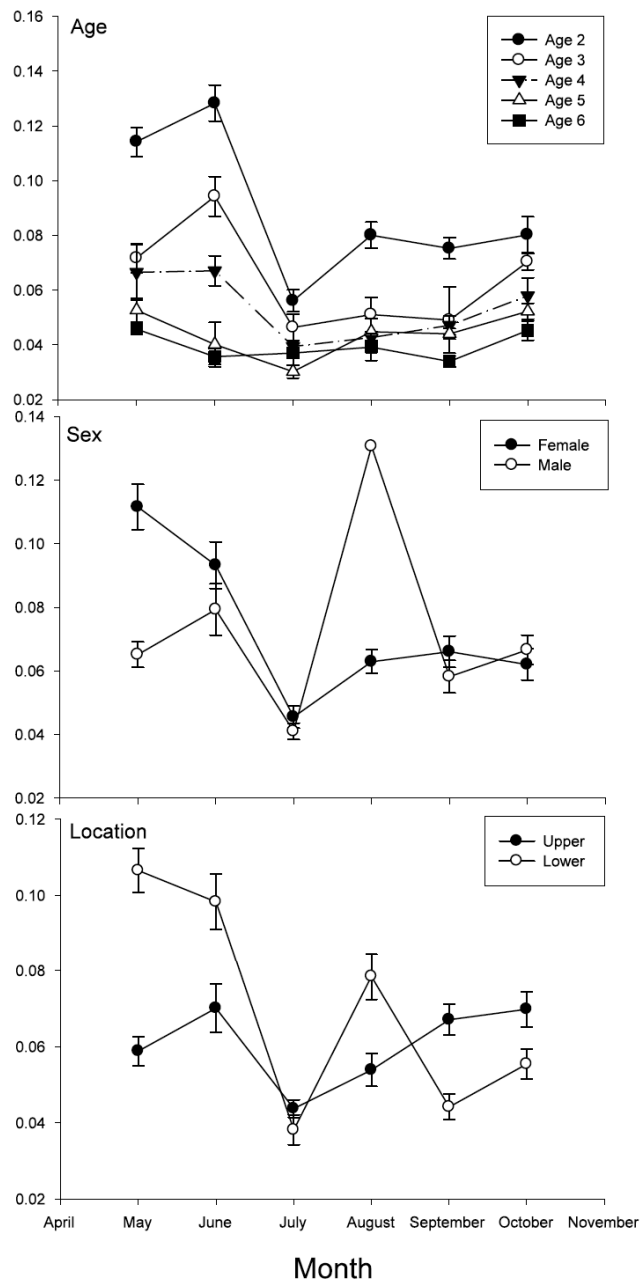 0.16
Age
Age 2
Age 3
Age 4
Age 5
Age 6
0.14
0.12
0.10
0.08
0.06
0.04
0.02
0.14
Sex
Female
Male
0.12
0.10
0.08
0.06
0.04
0.02
0.12
Location
Upper
Lower
0.10
0.08
0.06
0.04
0.02
April May June July August September October November
Month